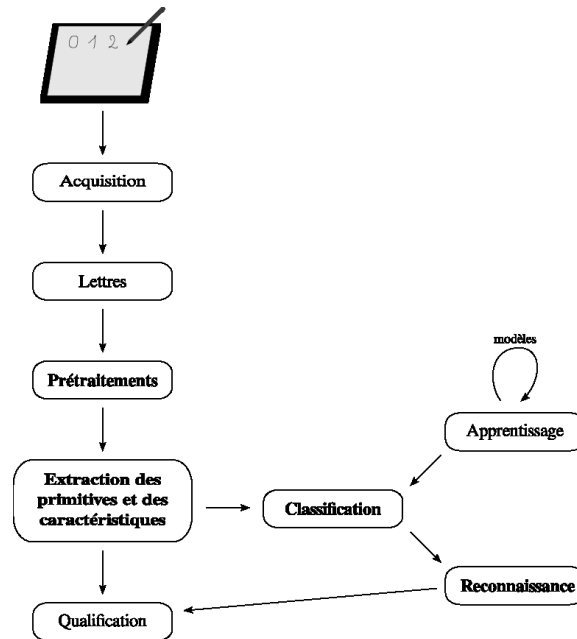 0 1 2
Acquisition
Lettres
Prétraitements
modèles
Apprentissage
Extraction des
primitives et des
caractéristiques
Classification
Reconnaissance
Qualification